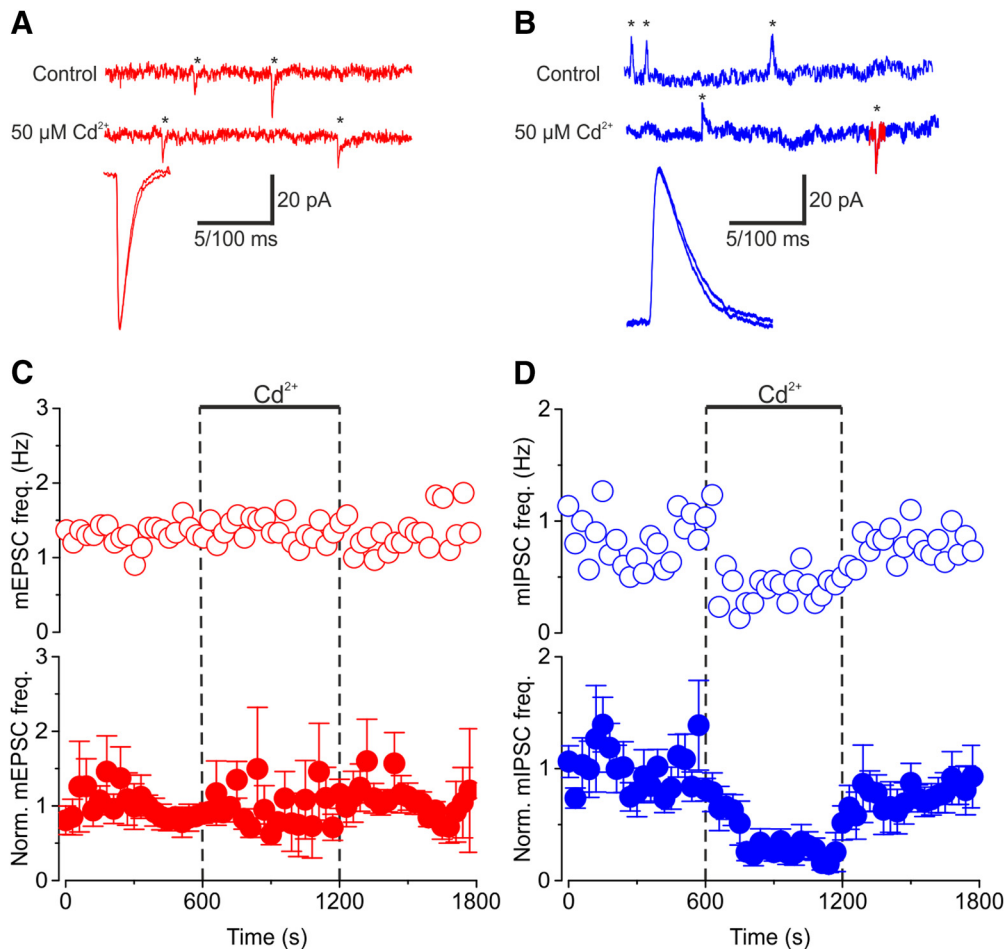 A
Control
*
*
50 µM Cd²⁺
*
*
20 pA
5/100 ms
B
*
*
*
Control
*
*
50 µM Cd²⁺
20 pA
5/100 ms
C
Cd²⁺
3
2
1
0
mEPSC freq. (Hz)
3
2
1
0
Norm. mEPSC freq.
0
600
1200
1800
Time (s)
D
Cd²⁺
2
1
0
mIPSC freq. (Hz)
2
1
0
Norm. mIPSC freq.
0
600
1200
1800
Time (s)